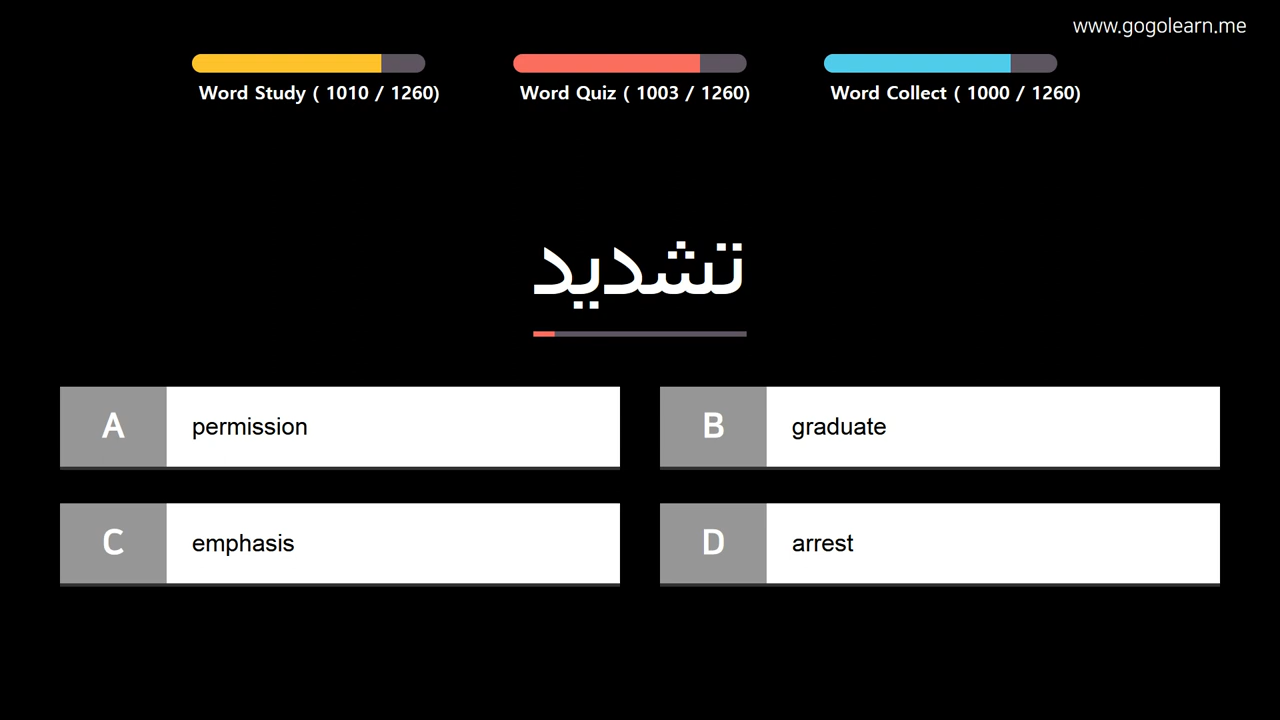 www.gogolearn.me
Word Study ( 1010 / 1260)
Word Quiz ( 1003 / 1260)
Word Collect ( 1000 / 1260)
تشديد
A permission
B graduate
C emphasis
D arrest